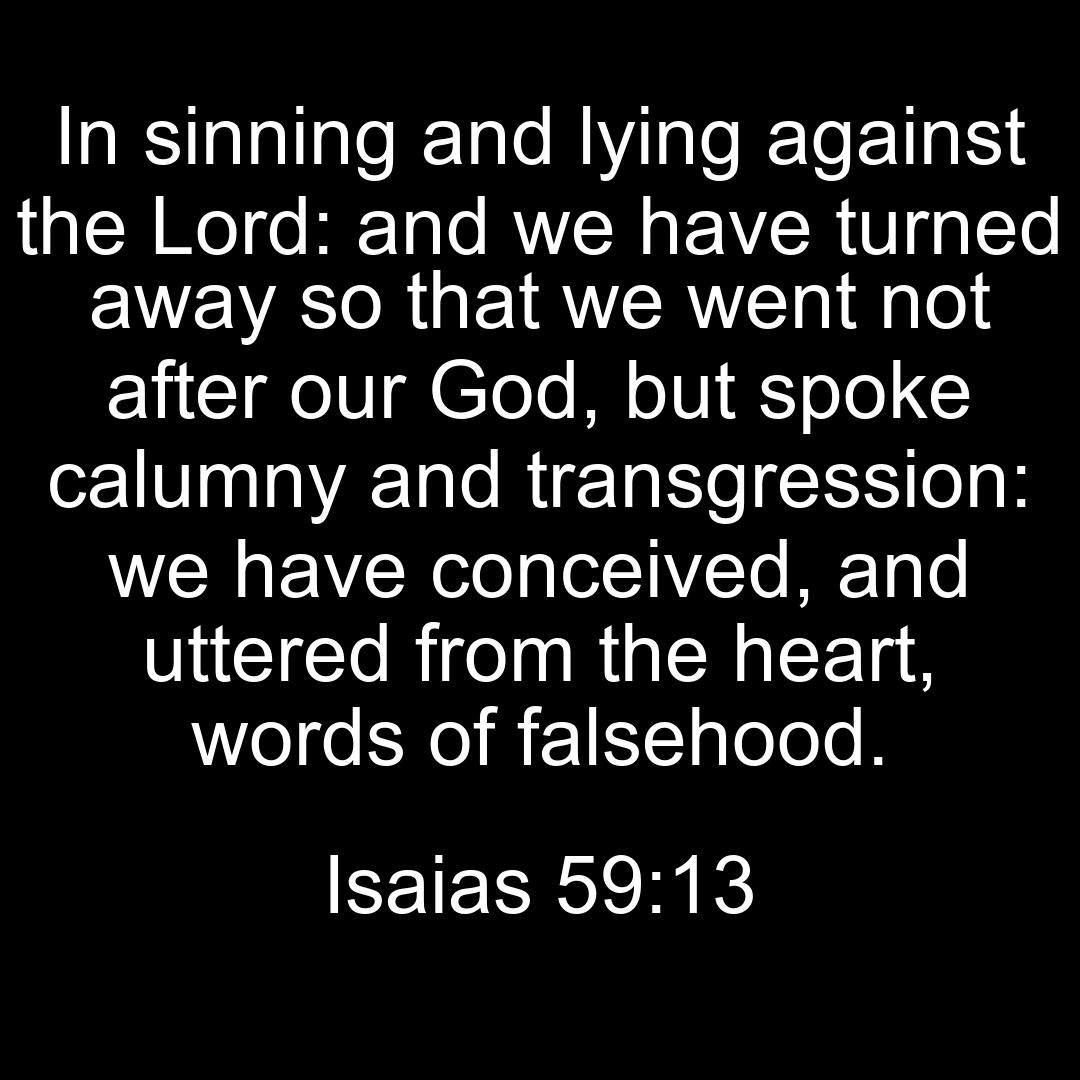 In sinning and lying against
the Lord: and we have turned
away so that we went not
after our God, but spoke
calumny and transgression:
we have conceived, and
uttered from the heart,
words of falsehood.
Isaias 59:13